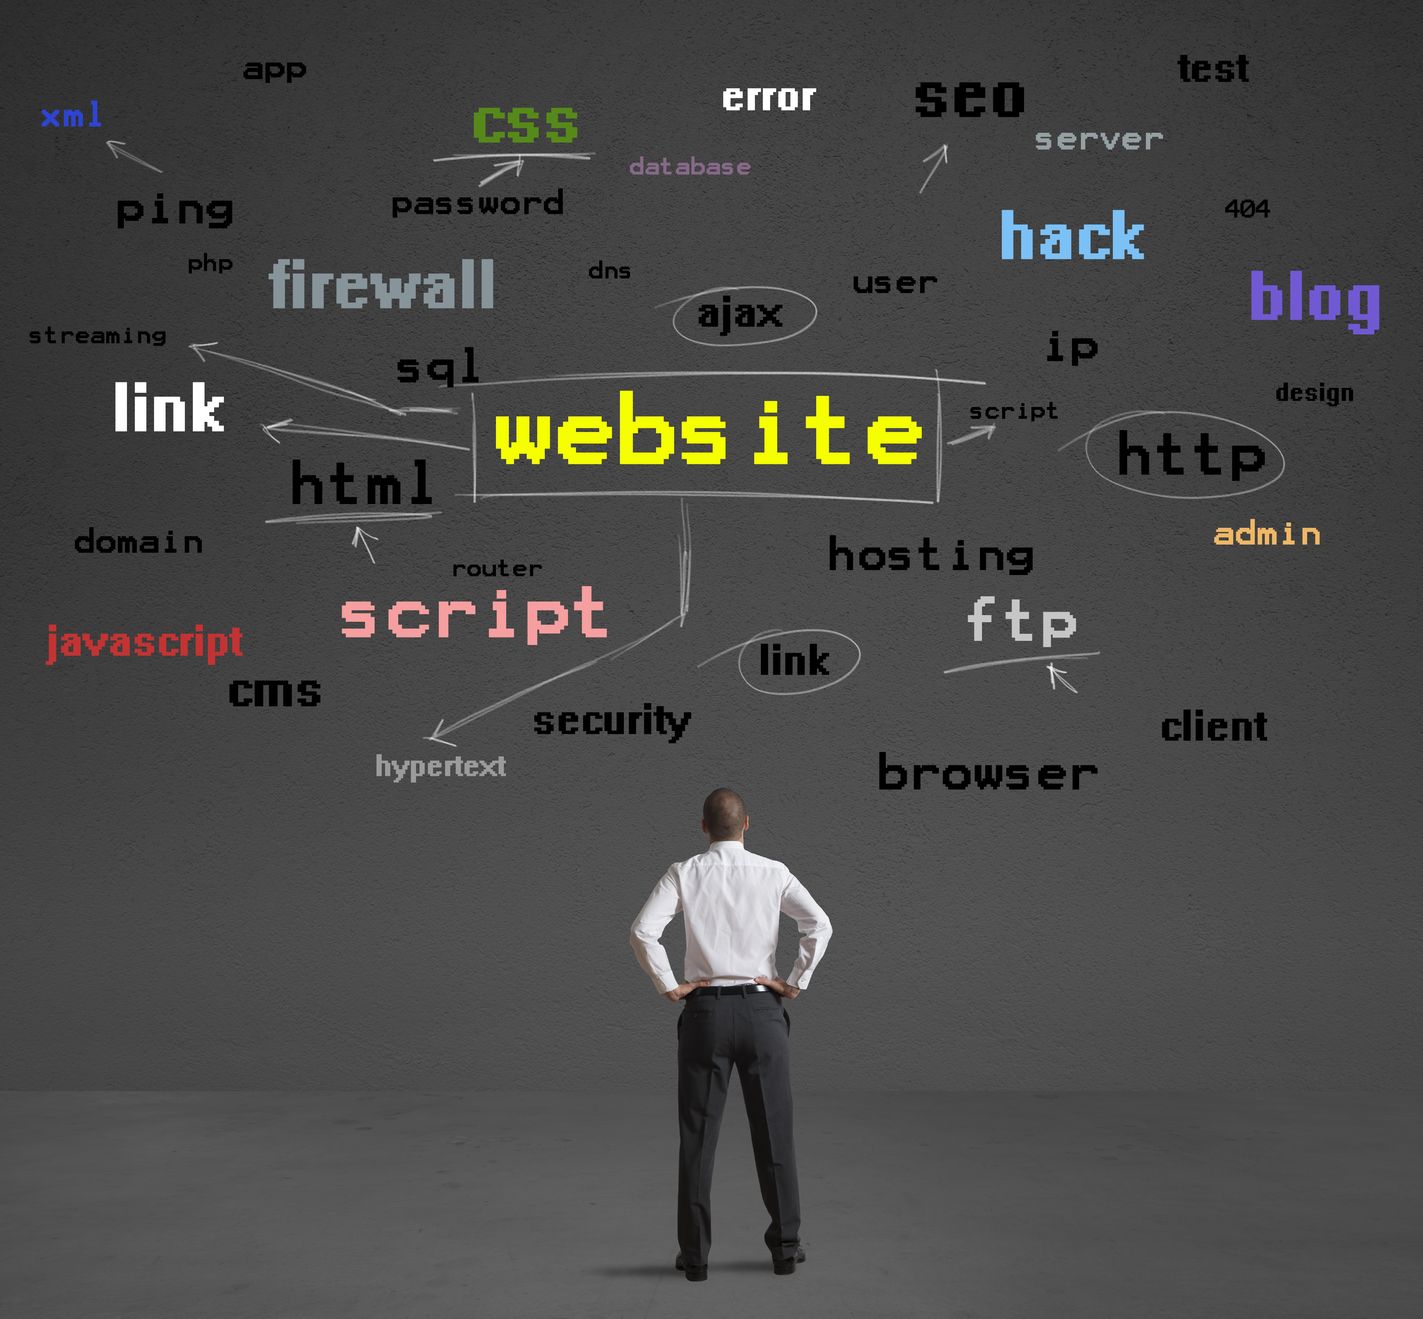 app
test
xml
css
error
seo
server
database
ping
password
404
hack
php
firewall
dns
user
blog
ajax
streaming
sql
ip
link
website
script
design
html
http
domain
router
hosting
admin
script
ftp
javascript
link
cms
security
client
hypertext
browser